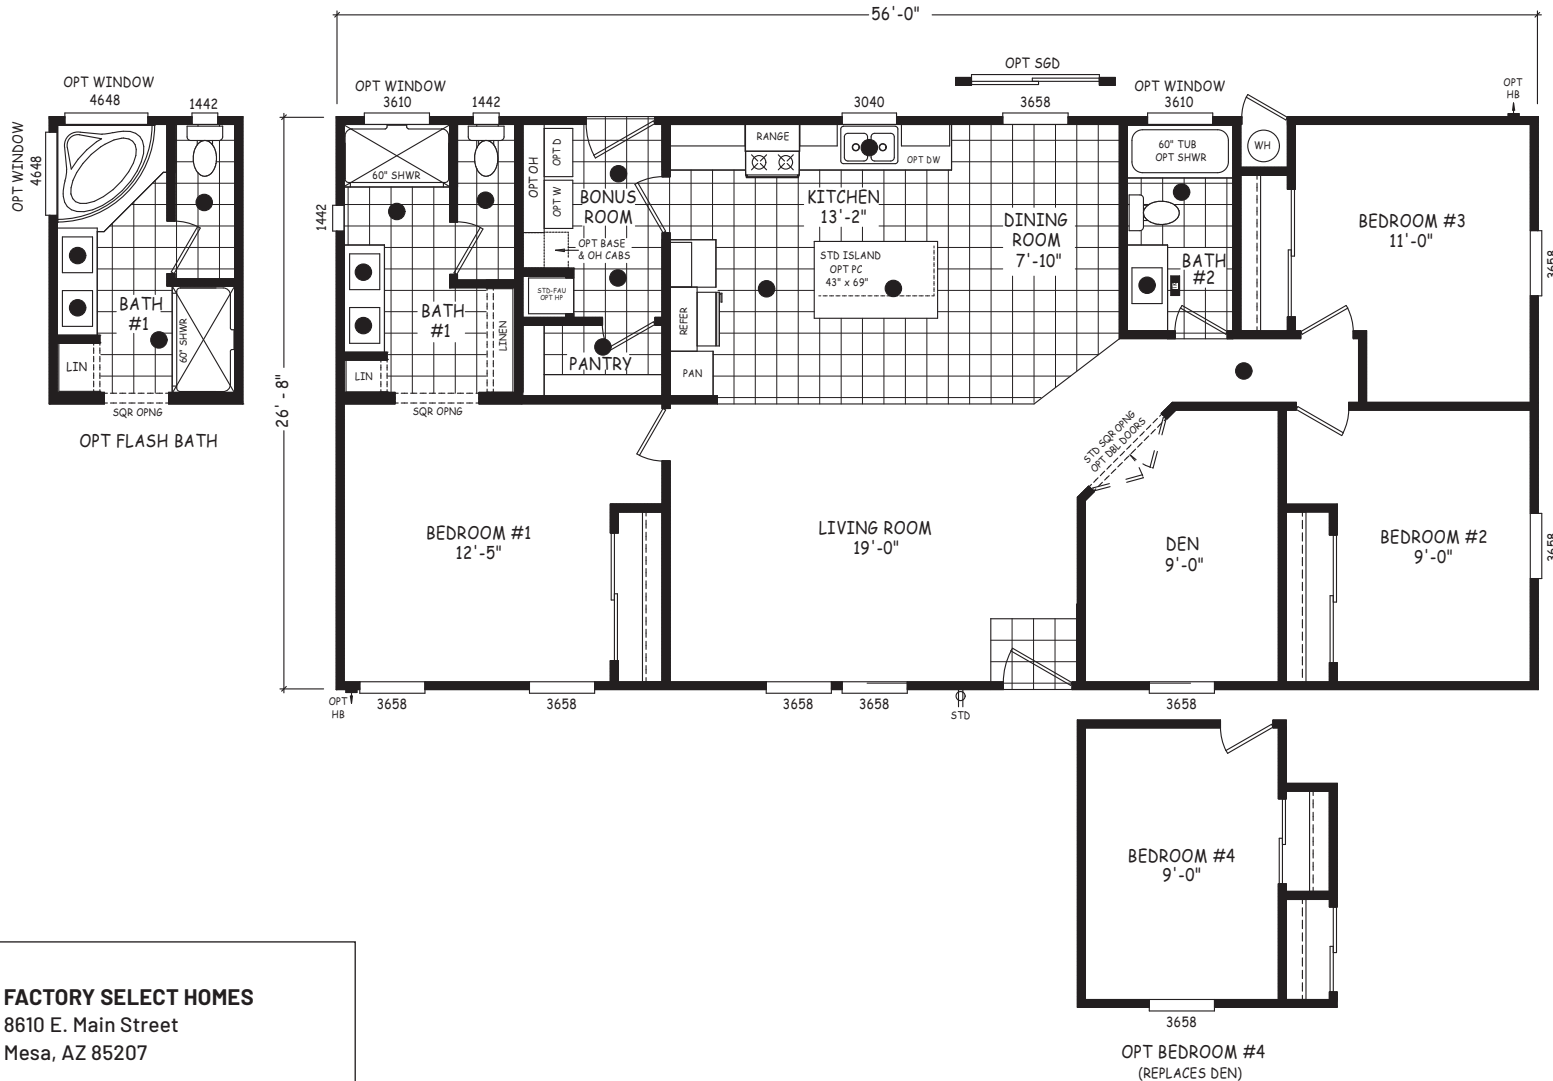 56'-0"
OPT SGD
OPT WINDOW
4648
1442
OPT WINDOW
4648
60" SHWR
BATH
#1
LIN
SQR OPNG
OPT FLASH BATH
26' - 8"
OPT WINDOW
3610
1442
1442
60" SHWR
BATH
#1
LINEN
LIN
SQR OPNG
OPT OH
OPT D
OPT W
BONUS
ROOM
OPT BASE
& OH CABS
STD-FAU
OPT HP
PANTRY
3040
3658
RANGE
OPT DW
KITCHEN
13'-2"
DINING
ROOM
7'-10"
STD ISLAND
OPT PC
43" x 69"
REFER
PAN
OPT WINDOW
3610
60" TUB
OPT SHWR
WH
BATH
#2
OPT
HB
BEDROOM #3
11'-0"
3658
STD SQR OPNG
OPT DBL DOORS
BEDROOM #1
12'-5"
LIVING ROOM
19'-0"
DEN
9'-0"
BEDROOM #2
9'-0"
3658
OPT
HB
3658
3658
3658
3658
STD
3658
BEDROOM #4
9'-0"
3658
OPT BEDROOM #4
(REPLACES DEN)
FACTORY SELECT HOMES
8610 E. Main Street
Mesa, AZ 85207